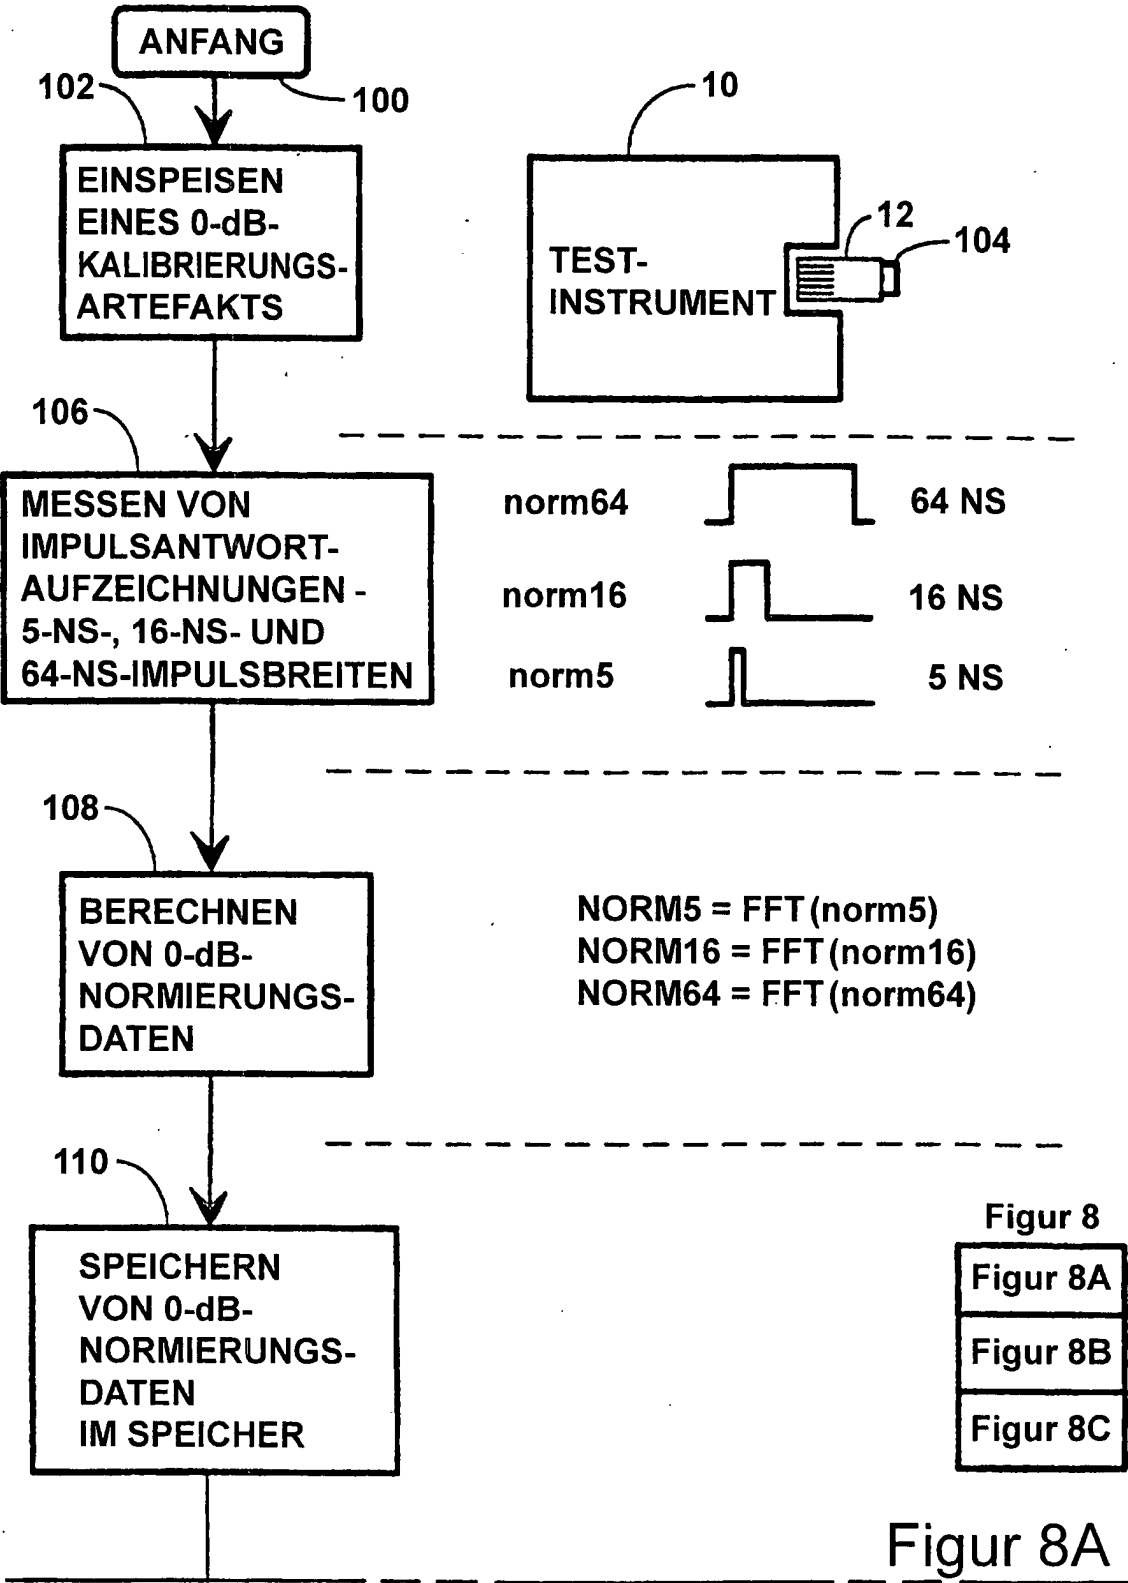 ANFANG
100
102
EINSPEISEN
EINES 0-dB-
KALIBRIERUNGS-
ARTEFAKTS
10
TEST-
INSTRUMENT
12
104
106
MESSEN VON
IMPULSANTWORT-
AUFZEICHNUNGEN -
5-NS-, 16-NS- UND
64-NS-IMPULSBREITEN
norm64 64 NS
norm16 16 NS
norm5 5 NS
108
BERECHNEN
VON 0-dB-
NORMIERUNGS-
DATEN
NORM5 = FFT(norm5)
NORM16 = FFT(norm16)
NORM64 = FFT(norm64)
110
SPEICHERN
VON 0-dB-
NORMIERUNGS-
DATEN
IM SPEICHER
Figur 8
Figur 8A
Figur 8B
Figur 8C
Figur 8A